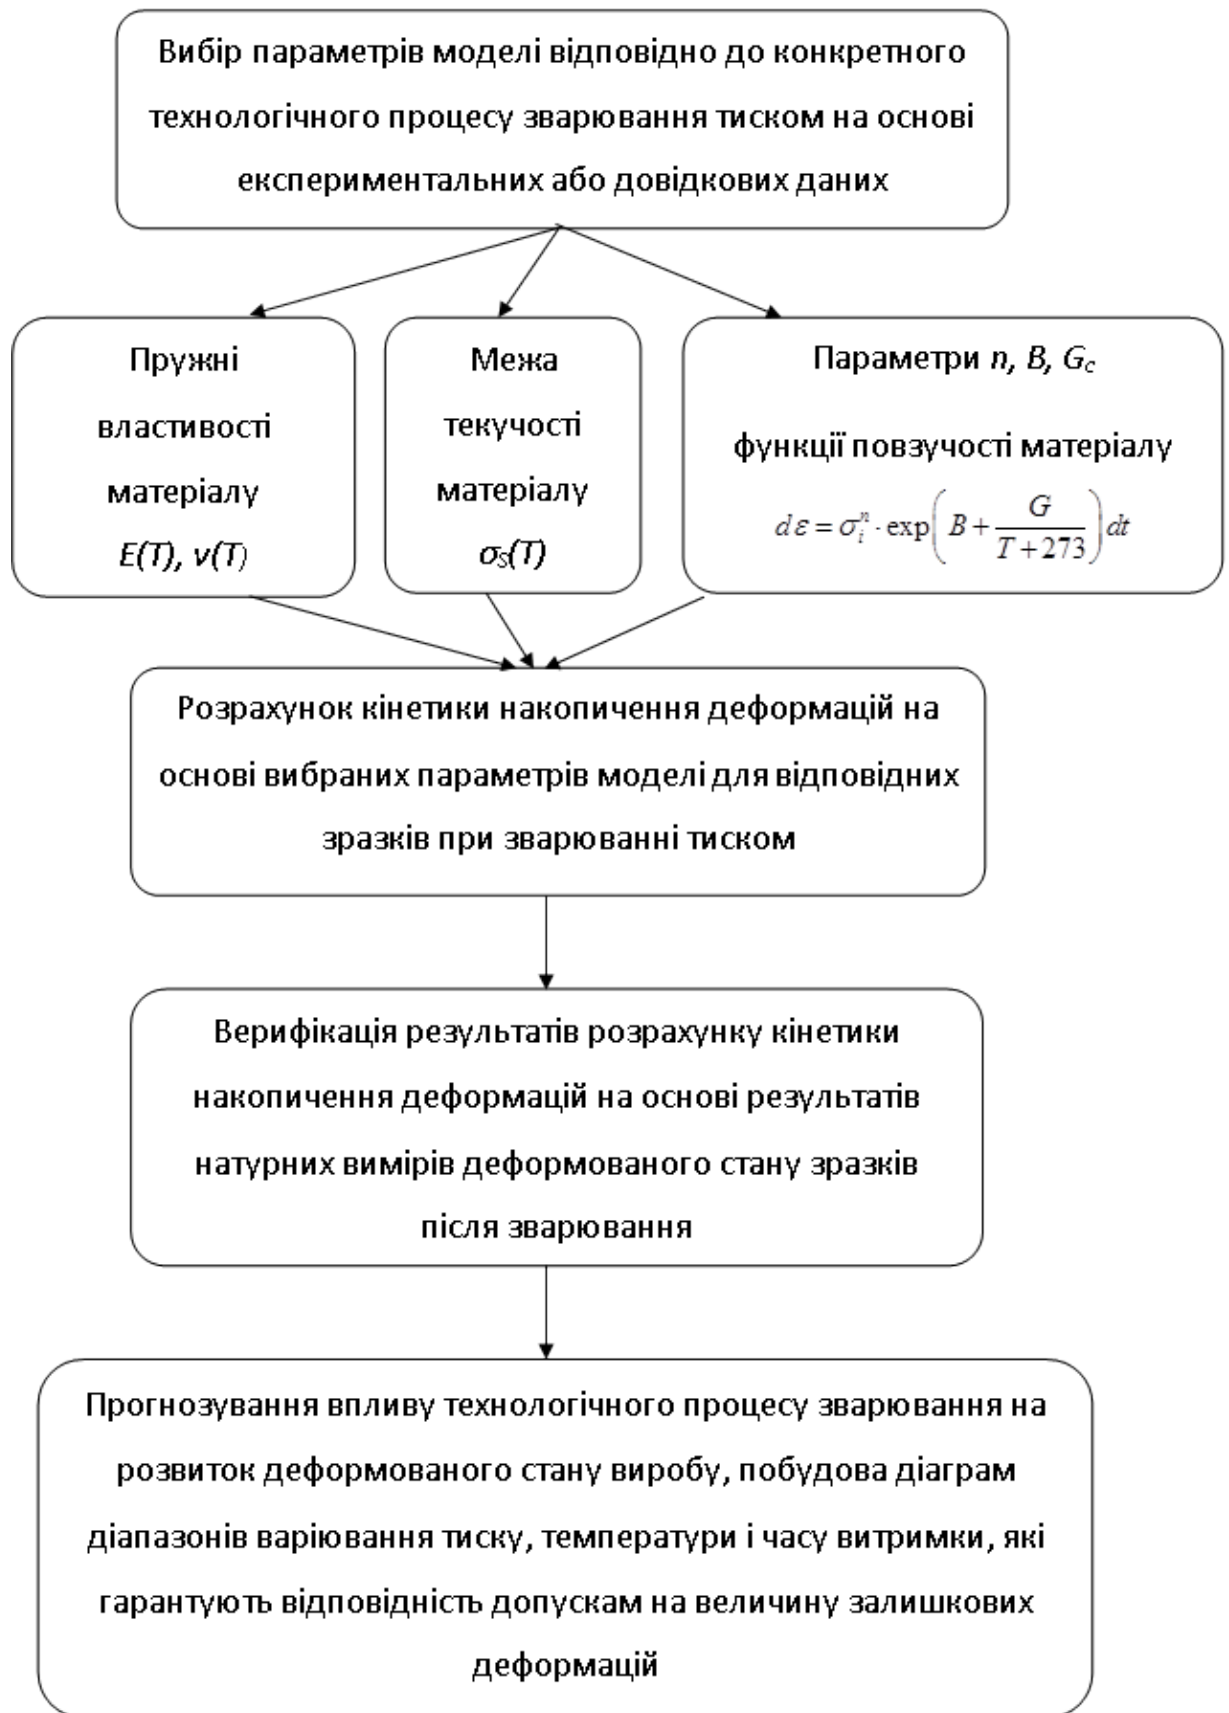 Вибір параметрів моделі відповідно до конкретного
технологічного процесу зварювання тиском на основі
експериментальних або довідкових даних
Пружні
властивості
матеріалу
E(T), ν(T)
Межа
текучості
матеріалу
σS(T)
Параметри n, B, Gc
функції повзучості матеріалу
dε = σ_i^n · exp(B + G/(T+273)) dt
Розрахунок кінетики накопичення деформацій на
основі вибраних параметрів моделі для відповідних
зразків при зварюванні тиском
Верифікація результатів розрахунку кінетики
накопичення деформацій на основі результатів
натурних вимірів деформованого стану зразків
після зварювання
Прогнозування впливу технологічного процесу зварювання на
розвиток деформованого стану виробу, побудова діаграм
діапазонів варіювання тиску, температури і часу витримки, які
гарантують відповідність допускам на величину залишкових
деформацій